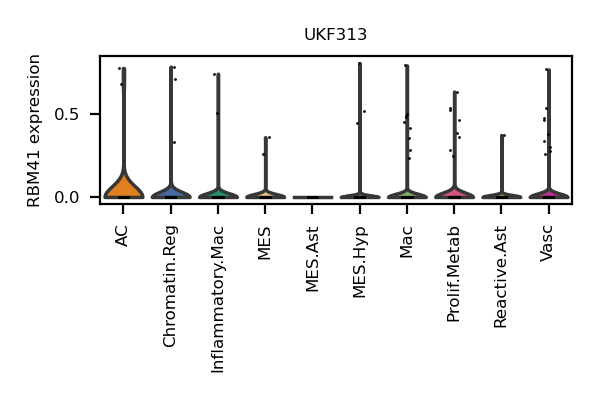 UKF313
RBM41 expression
0.5
0.0
AC
Chromatin.Reg
Inflammatory.Mac
MES
MES.Ast
MES.Hyp
Mac
Prolif.Metab
Reactive.Ast
Vasc